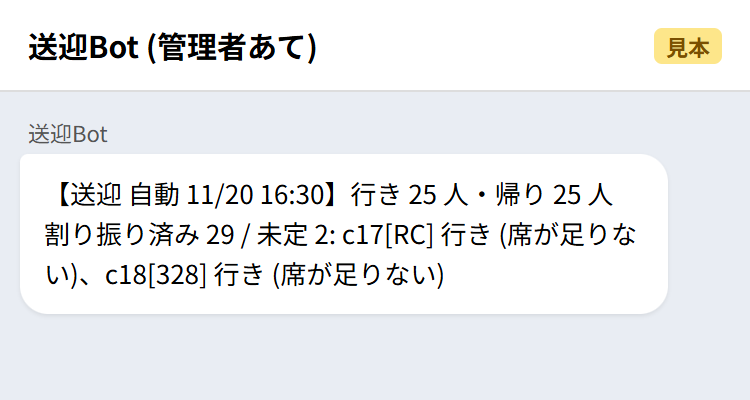 送迎Bot (管理者あて)
見本
送迎Bot
【送迎 自動 11/20 16:30】行き 25 人・帰り 25 人
割り振り済み 29 / 未定 2: c17[RC] 行き (席が足りな
い)、c18[328] 行き (席が足りない)